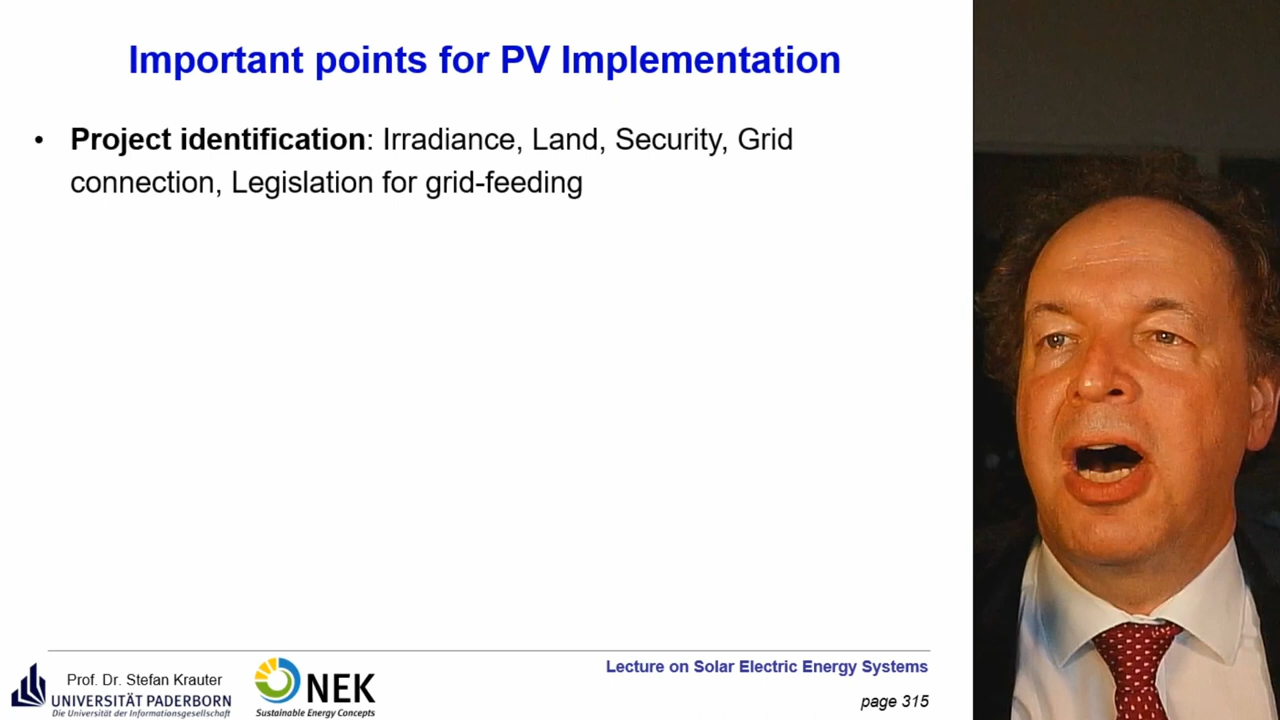 Important points for PV Implementation
• Project identification: Irradiance, Land, Security, Grid
connection, Legislation for grid-feeding
Prof. Dr. Stefan Krauter
UNIVERSITÄT PADERBORN
Die Universität der Informationsgesellschaft
NEK
Sustainable Energy Concepts
Lecture on Solar Electric Energy Systems
page 315